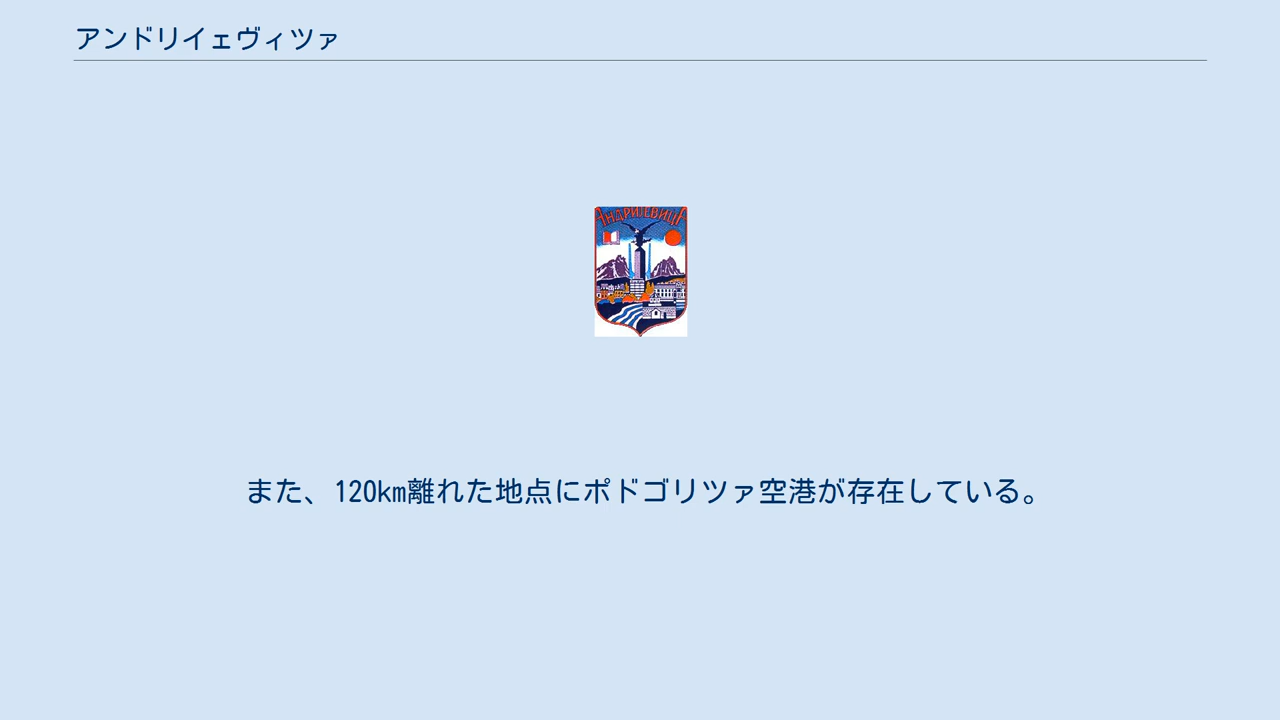 アンドリイェヴィツァ
АНДРИЈЕВИЦА
また、120km離れた地点にポドゴリツァ空港が存在している。